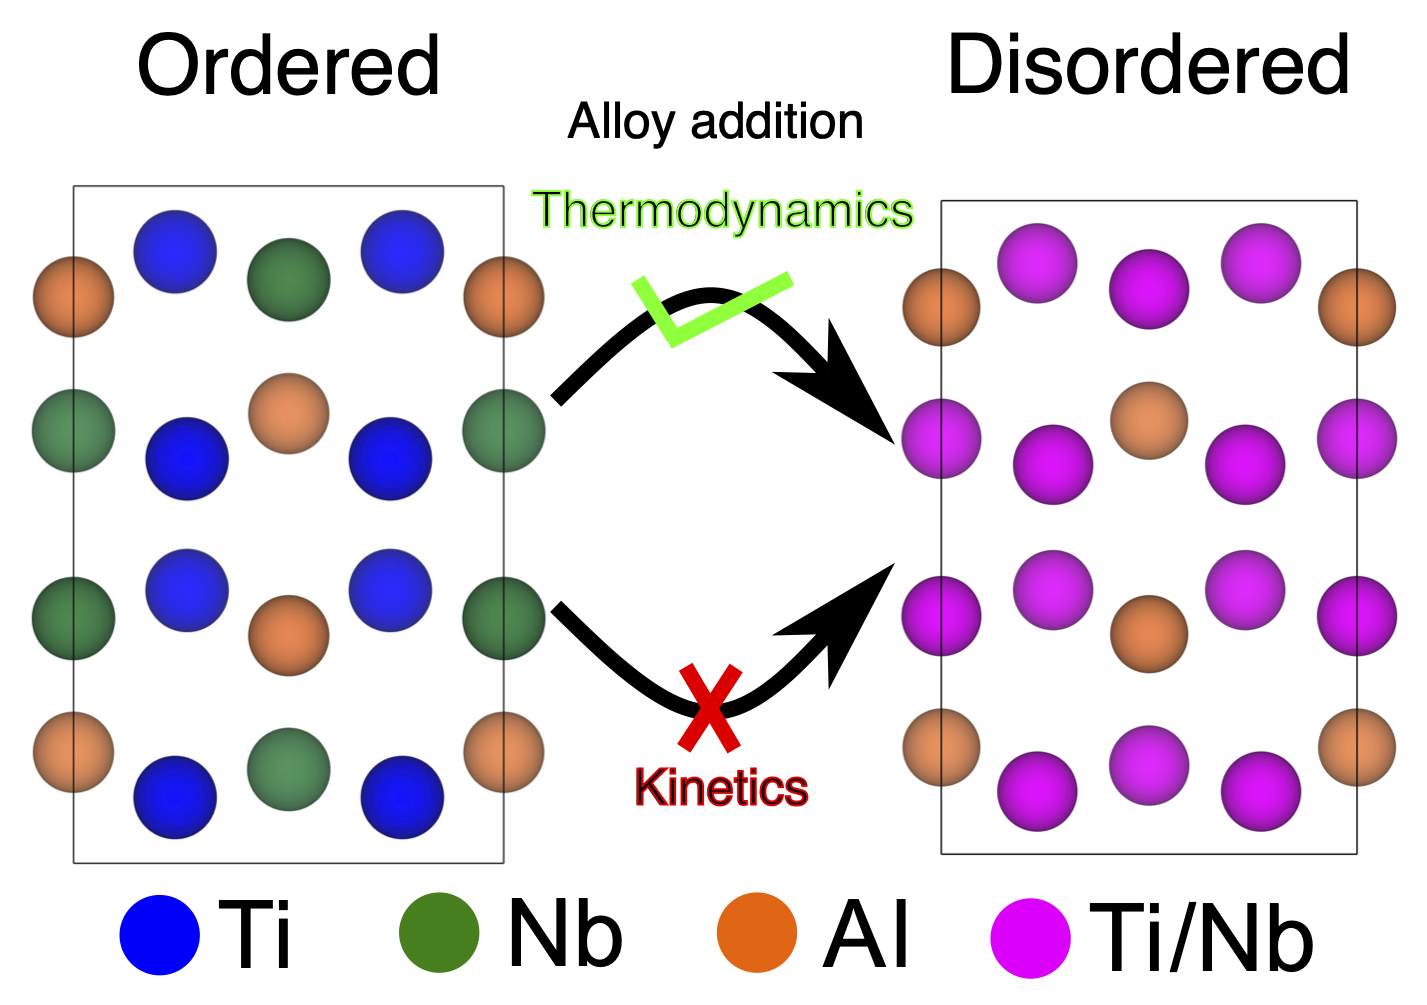 Ordered
Disordered
Alloy addition
Thermodynamics
Kinetics
Ti
Nb
Al
Ti/Nb